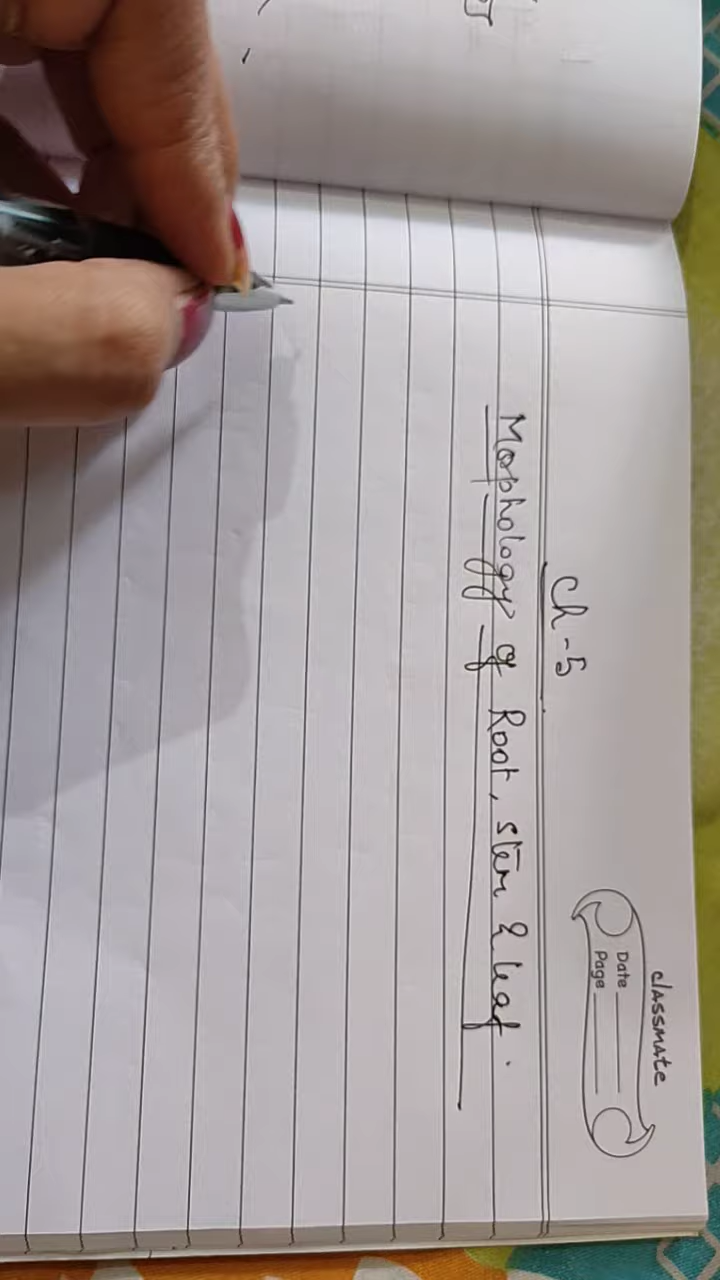 classmate
Date
Page
Ch-5
Morphology of Root, stem & leaf.